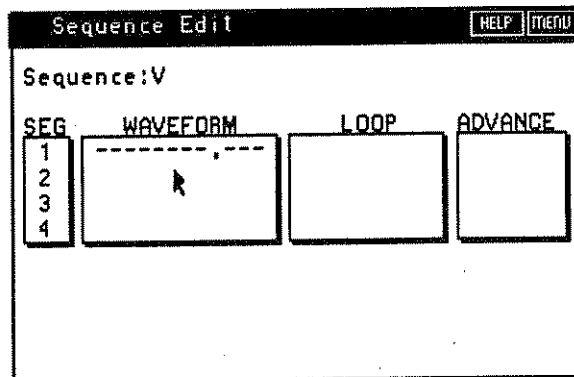 Sequence Edit HELP MENU
Sequence:V
SEG WAVEFORM LOOP ADVANCE
1 --------.---
2
3
4